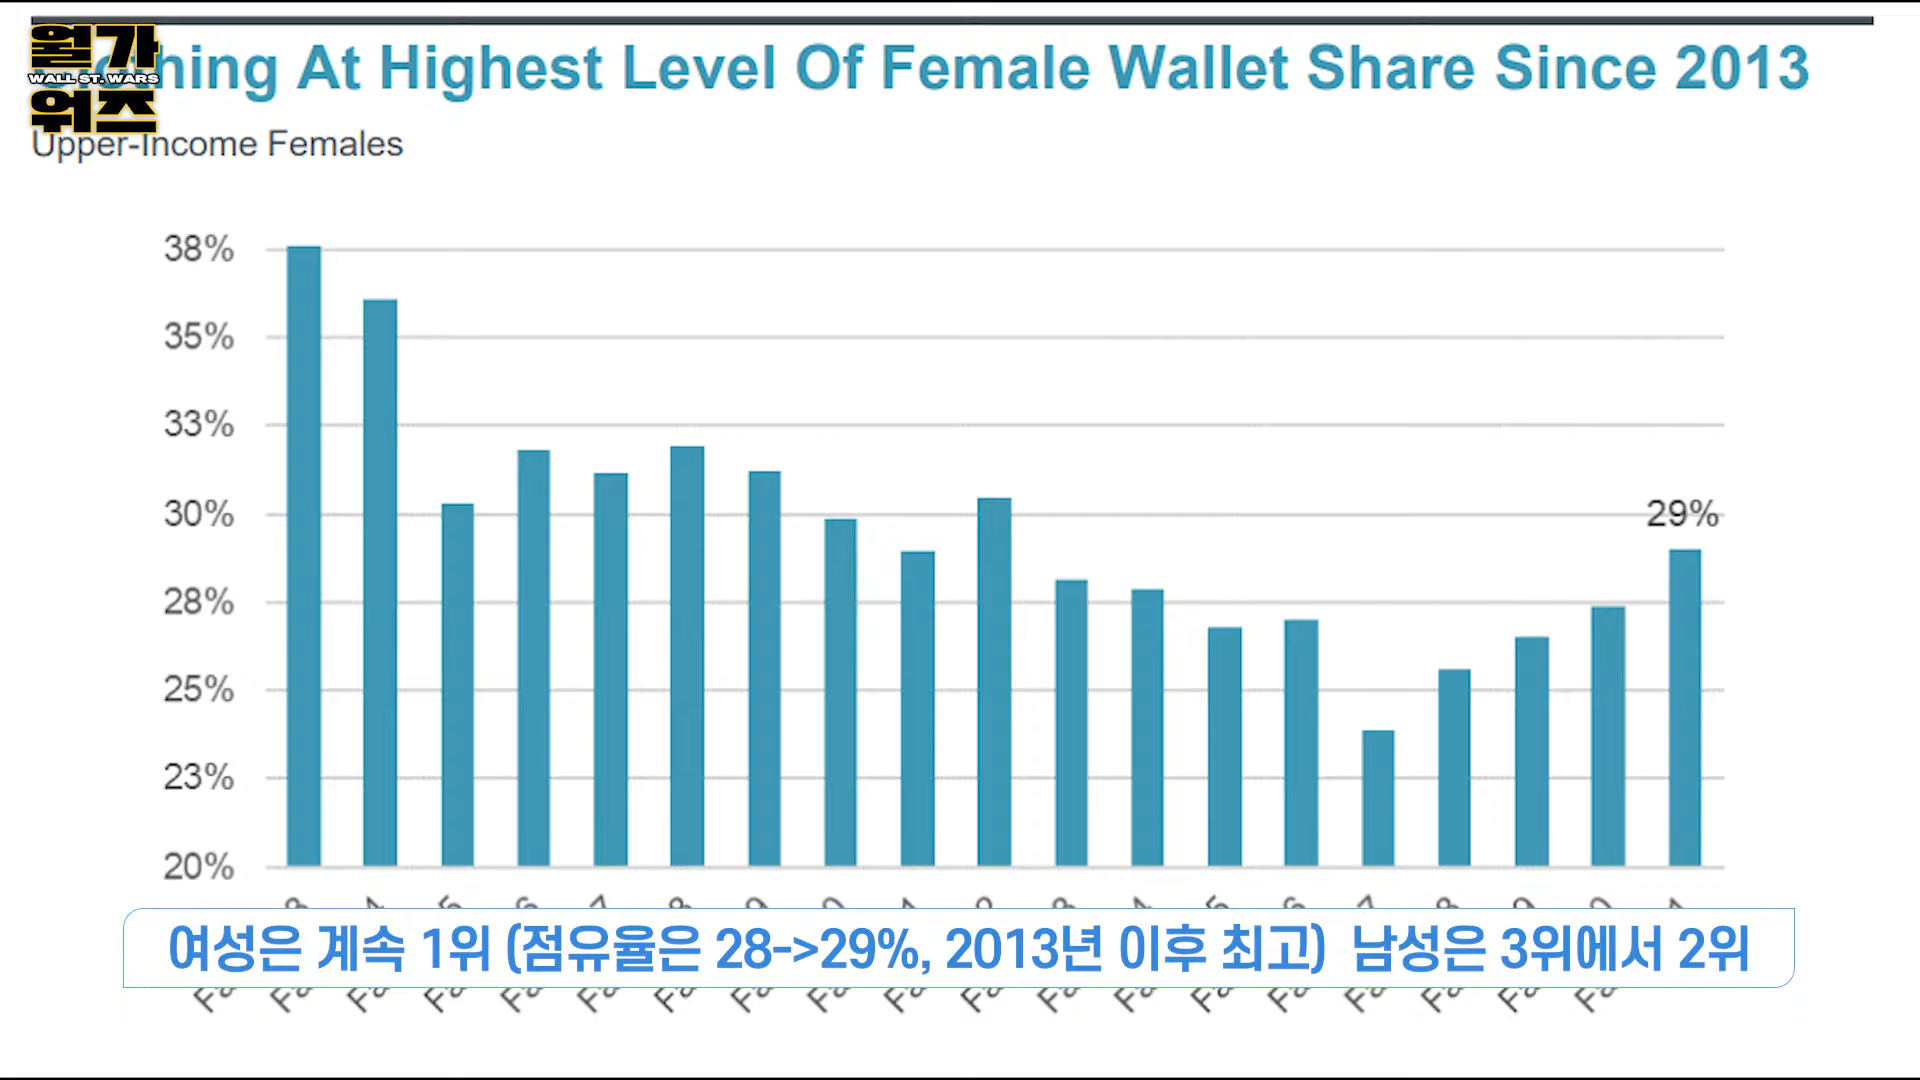 월가
WALL ST. WARS
워즈
thing At Highest Level Of Female Wallet Share Since 2013
Upper-Income Females
38%
35%
33%
30%
29%
28%
25%
23%
20%
여성은 계속 1위 (점유율은 28->29%, 2013년 이후 최고) 남성은 3위에서 2위